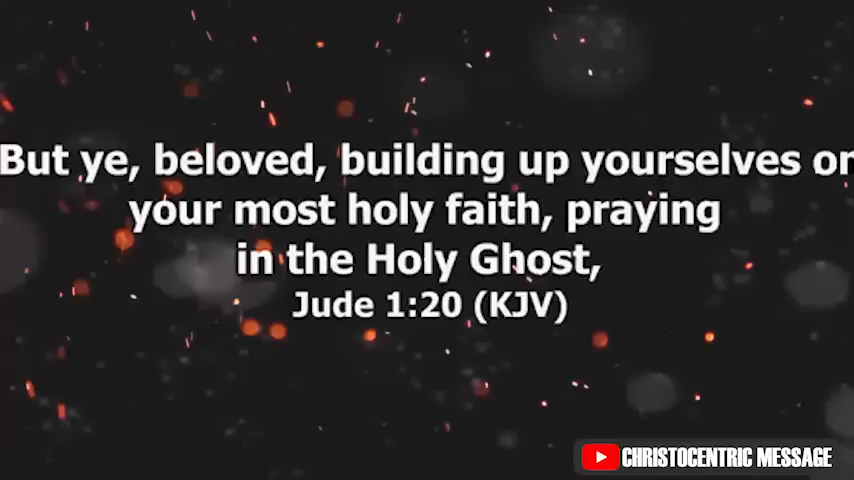 But ye, beloved, building up yourselves on
your most holy faith, praying
in the Holy Ghost,
Jude 1:20 (KJV)
CHRISTOCENTRIC MESSAGE